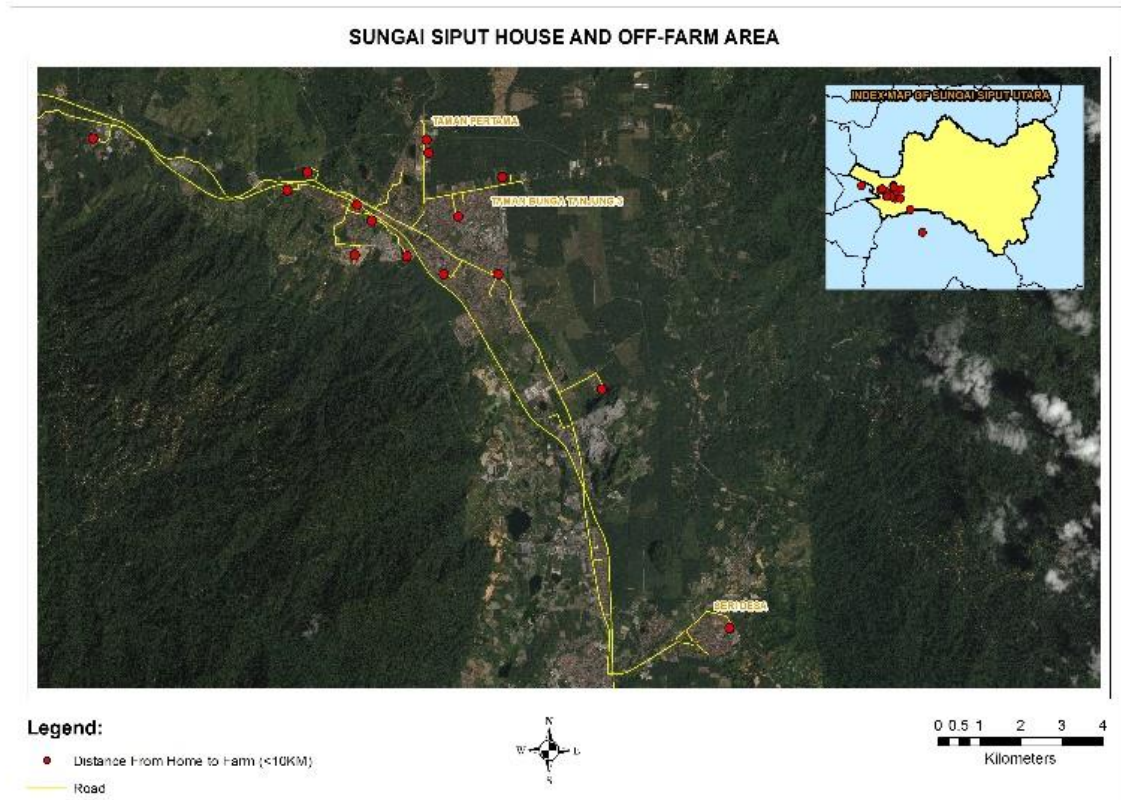 SUNGAI SIPUT HOUSE AND OFF-FARM AREA
INDEX MAP OF SUNGAI SIPUT UTARA
TAMAN PERTAMA
TAMAN BUNGA TANJUNG 3
SERI DESA
Legend:
Distance From Home to Farm (<10KM)
Road
N
W E
S
0 0.5 1 2 3 4
Kilometers